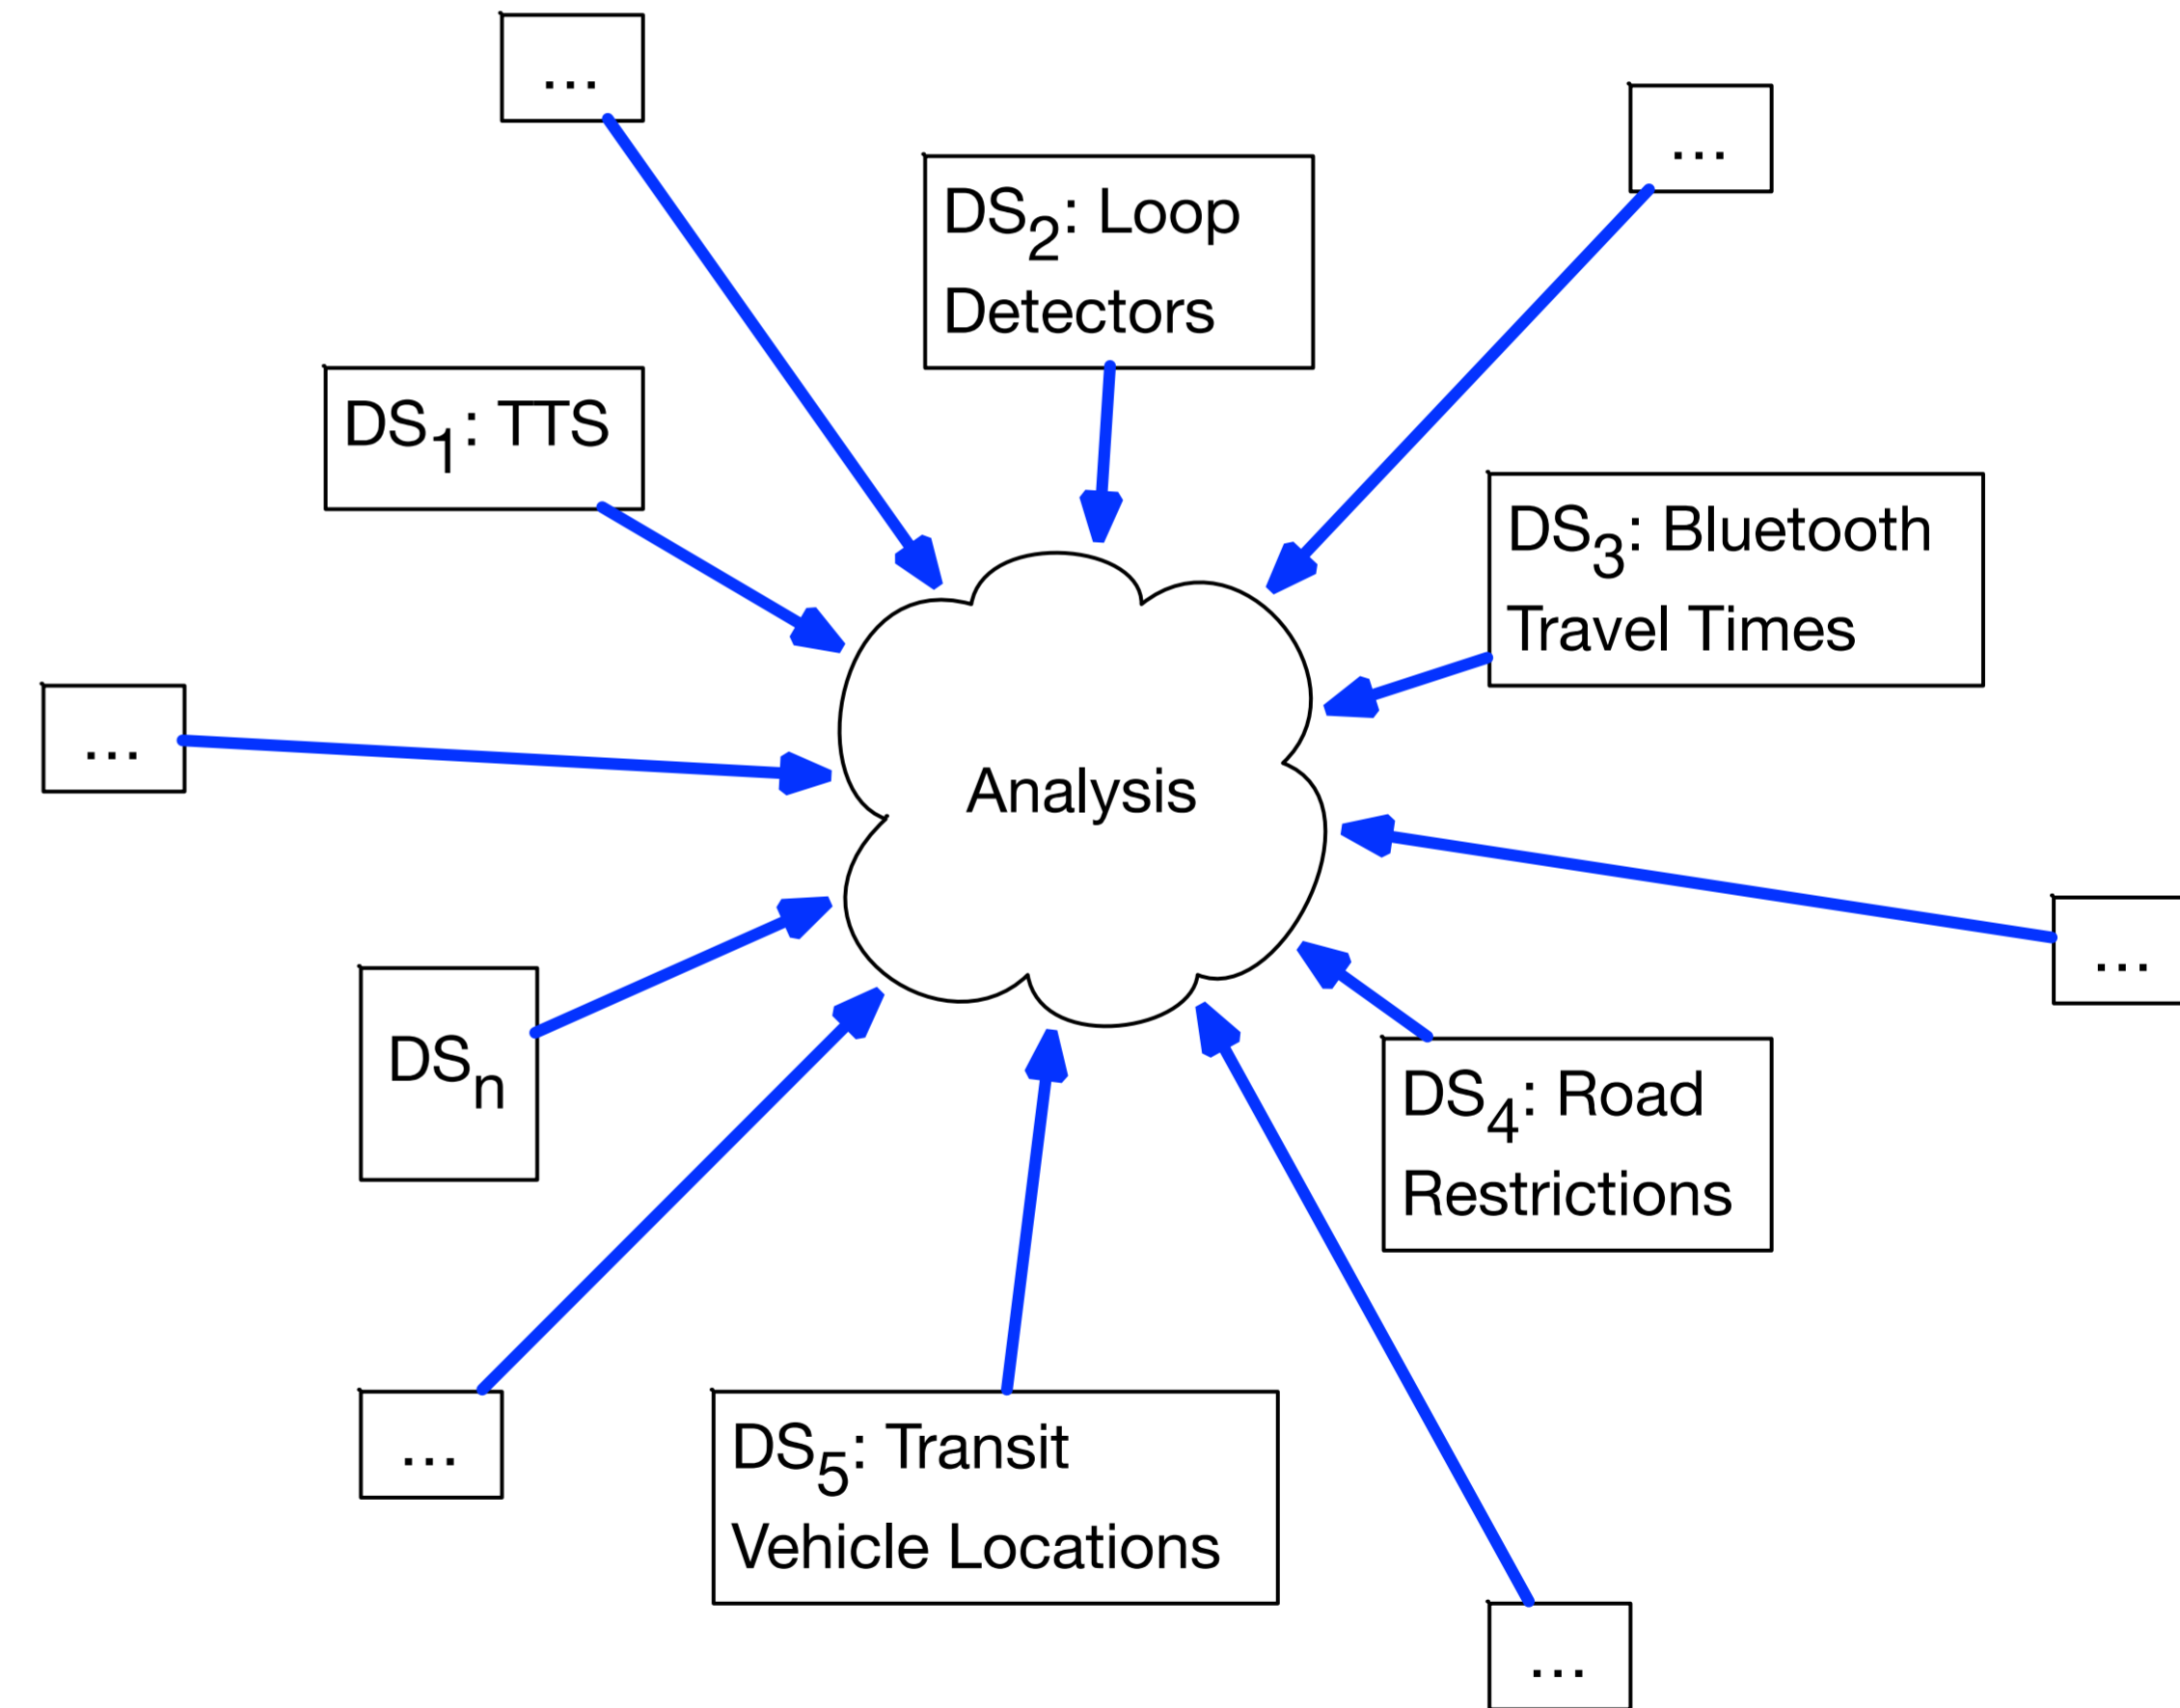 ...
...
DS₂: Loop
Detectors
DS₁: TTS
DS₃: Bluetooth
Travel Times
...
Analysis
...
DSₙ
DS₄: Road
Restrictions
...
DS₅: Transit
Vehicle Locations
...